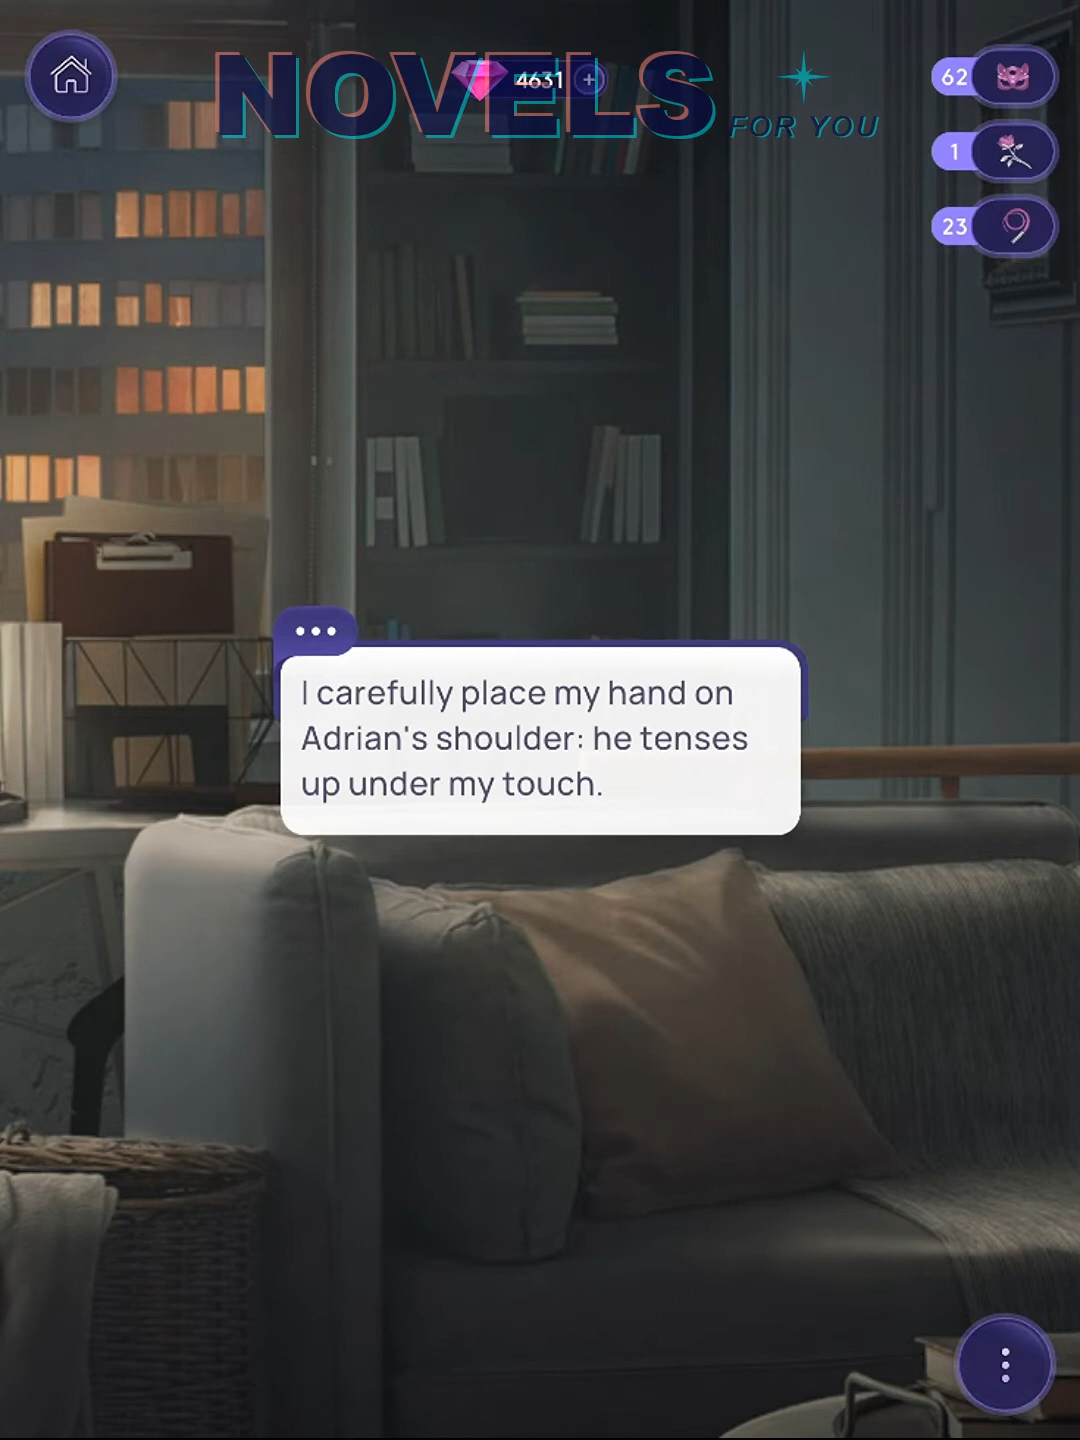 NOVELS
FOR YOU
4631
62
1
23
I carefully place my hand on
Adrian's shoulder: he tenses
up under my touch.